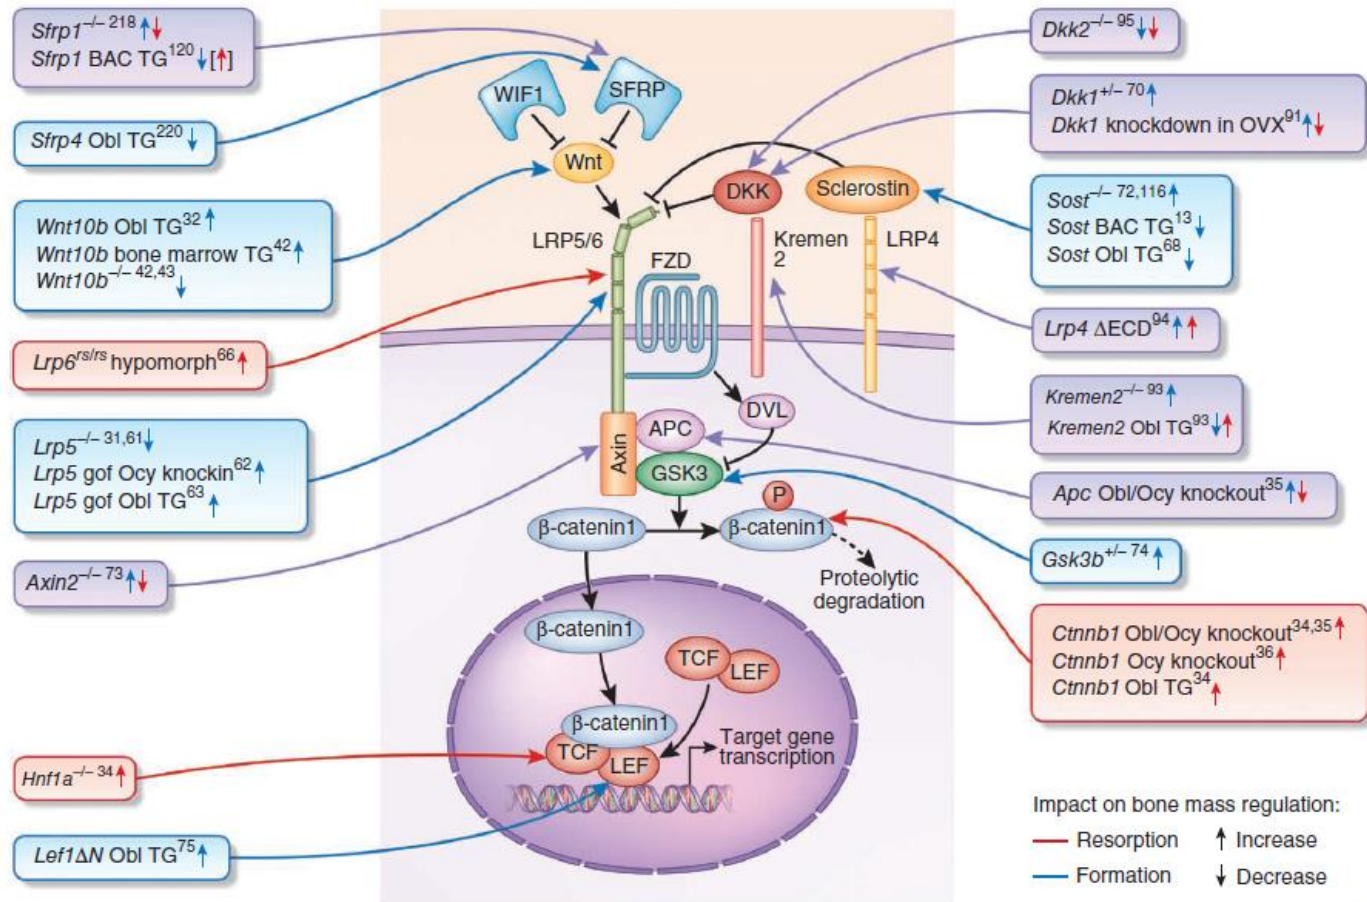 Sfrp1–/– 218 ↑↓
Sfrp1 BAC TG120 ↓[↑]
Sfrp4 Obl TG220 ↓
Wnt10b Obl TG32 ↑
Wnt10b bone marrow TG42 ↑
Wnt10b–/– 42,43 ↓
Lrp6rs/rs hypomorph66 ↑
Lrp5–/– 31,61 ↓
Lrp5 gof Ocy knockin62 ↑
Lrp5 gof Obl TG63 ↑
Axin2–/– 73 ↑↓
Hnf1a–/– 34 ↑
Lef1ΔN Obl TG75 ↑
WIF1
SFRP
Wnt
DKK
Sclerostin
LRP5/6
FZD
Kremen
2
LRP4
DVL
Axin
APC
GSK3
P
β-catenin1
β-catenin1
Proteolytic
degradation
β-catenin1
TCF
LEF
β-catenin1
TCF
LEF
Target gene
transcription
Dkk2–/– 95 ↓↓
Dkk1+/– 70 ↑
Dkk1 knockdown in OVX91 ↑↓
Sost–/– 72,116 ↑
Sost BAC TG13 ↓
Sost Obl TG68 ↓
Lrp4 ΔECD94 ↑↑
Kremen2–/– 93 ↑
Kremen2 Obl TG93 ↓↑
Apc Obl/Ocy knockout35 ↑↓
Gsk3b+/– 74 ↑
Ctnnb1 Obl/Ocy knockout34,35 ↑
Ctnnb1 Ocy knockout36 ↑
Ctnnb1 Obl TG34 ↑
Impact on bone mass regulation:
Resorption ↑ Increase
Formation ↓ Decrease